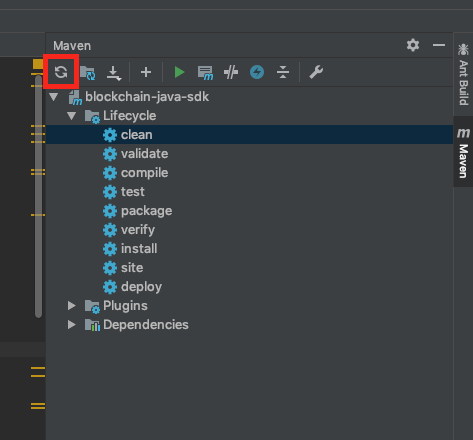 Maven
blockchain-java-sdk
Lifecycle
clean
validate
compile
test
package
verify
install
site
deploy
Plugins
Dependencies
Ant Build
m
Maven